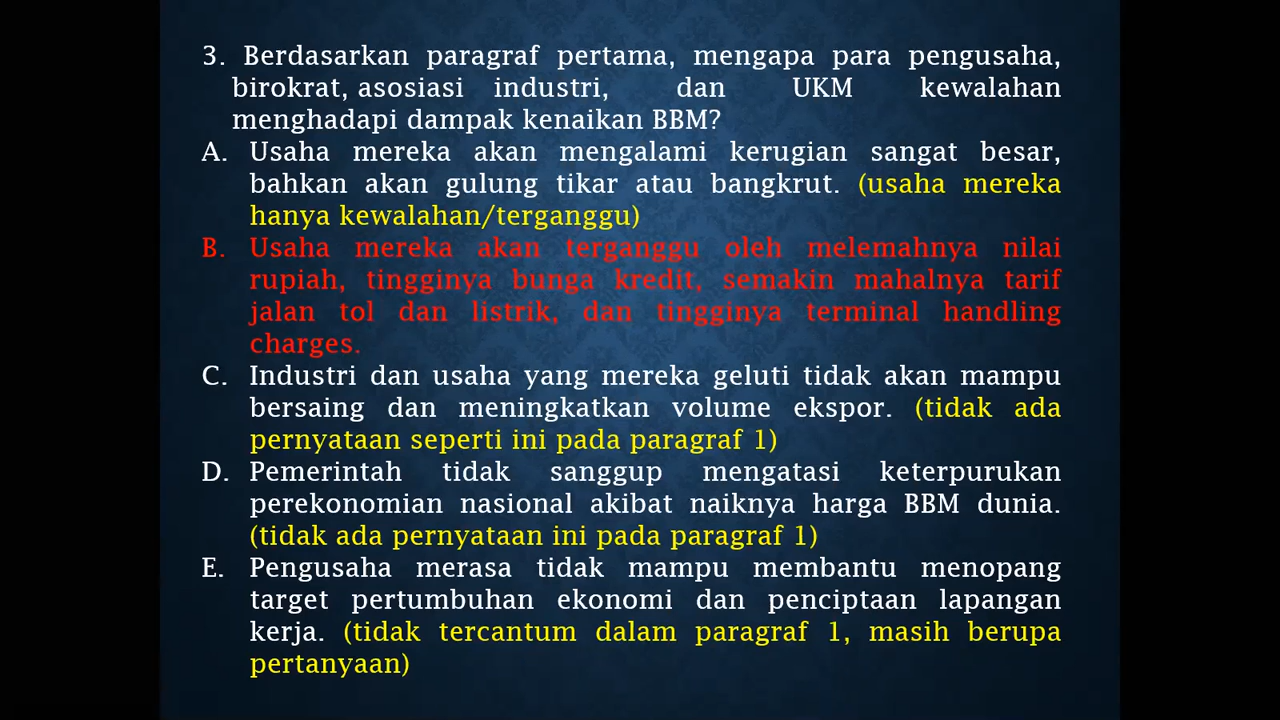 3. Berdasarkan paragraf pertama, mengapa para pengusaha,
birokrat, asosiasi industri, dan UKM kewalahan
menghadapi dampak kenaikan BBM?
A. Usaha mereka akan mengalami kerugian sangat besar,
bahkan akan gulung tikar atau bangkrut. (usaha mereka
hanya kewalahan/terganggu)
B. Usaha mereka akan terganggu oleh melemahnya nilai
rupiah, tingginya bunga kredit, semakin mahalnya tarif
jalan tol dan listrik, dan tingginya terminal handling
charges.
C. Industri dan usaha yang mereka geluti tidak akan mampu
bersaing dan meningkatkan volume ekspor. (tidak ada
pernyataan seperti ini pada paragraf 1)
D. Pemerintah tidak sanggup mengatasi keterpurukan
perekonomian nasional akibat naiknya harga BBM dunia.
(tidak ada pernyataan ini pada paragraf 1)
E. Pengusaha merasa tidak mampu membantu menopang
target pertumbuhan ekonomi dan penciptaan lapangan
kerja. (tidak tercantum dalam paragraf 1, masih berupa
pertanyaan)